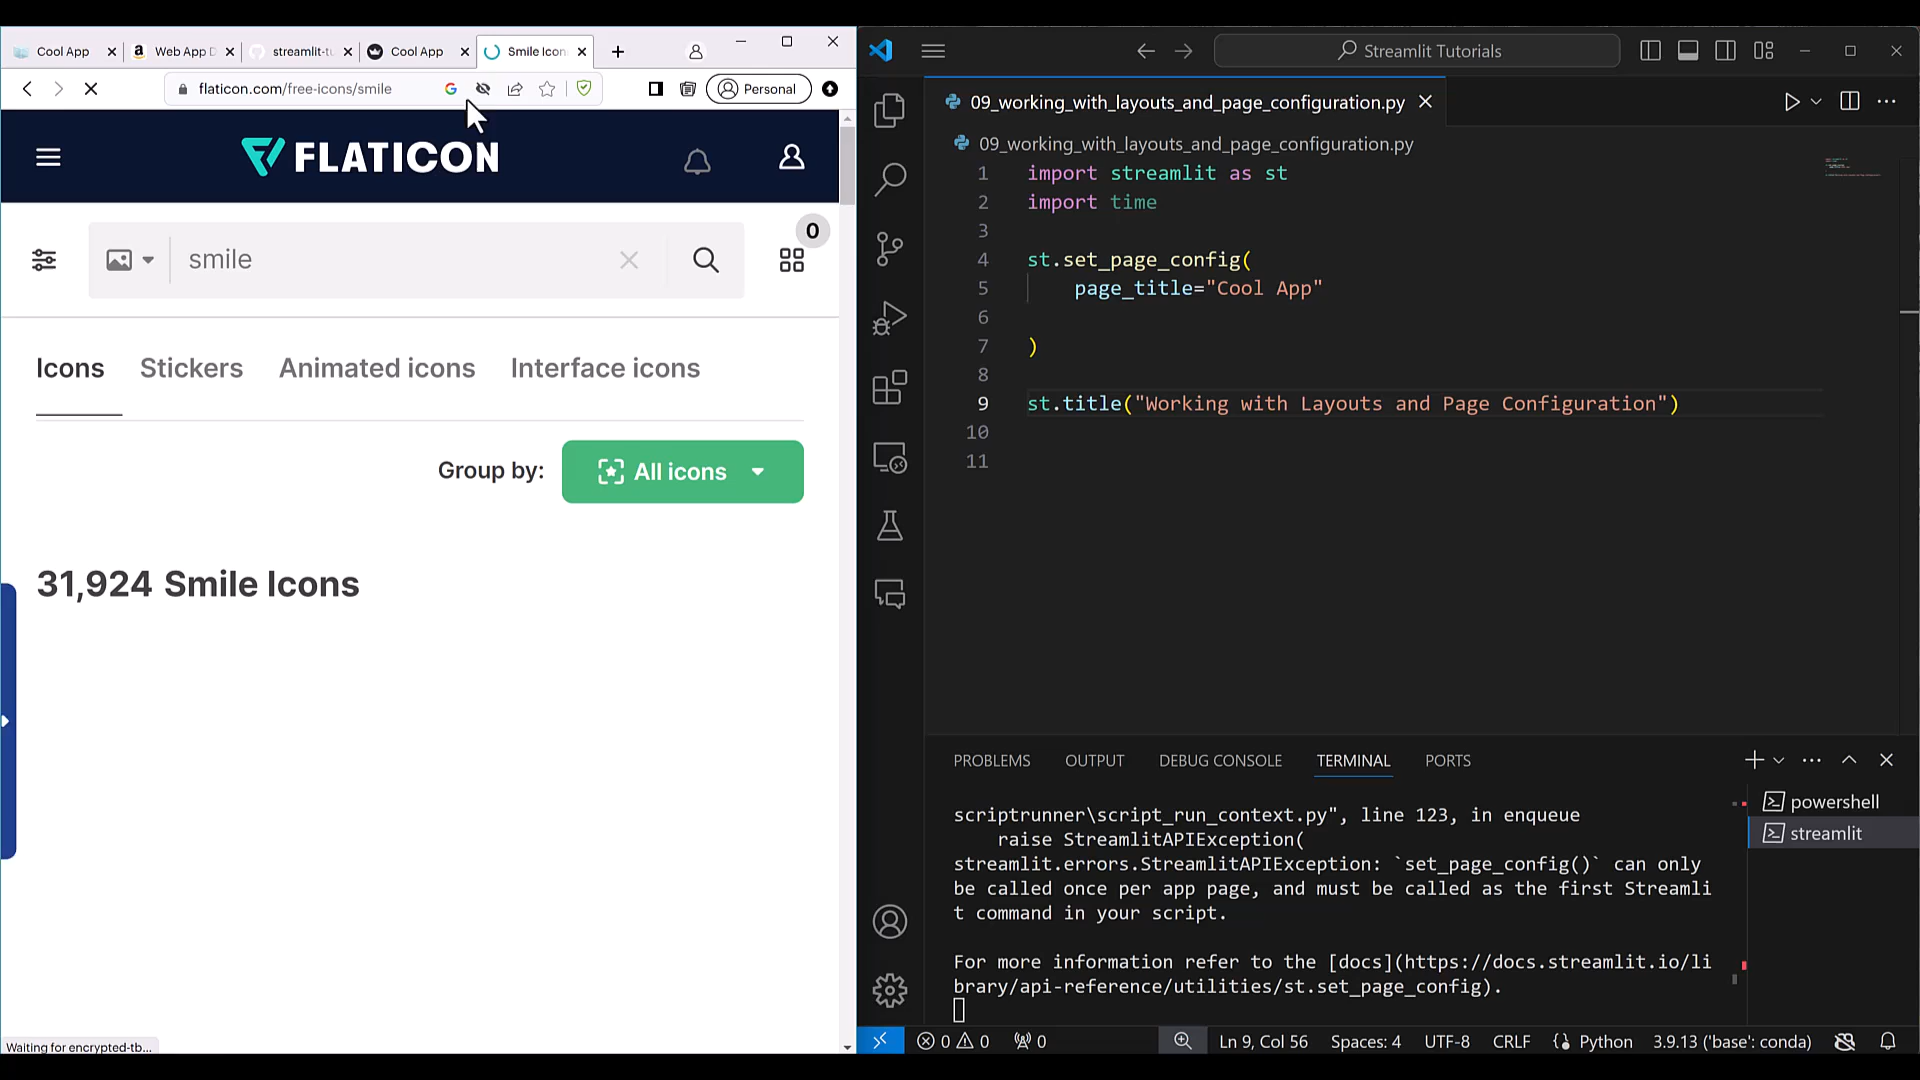 Cool App
Web App D
streamlit-tu
Cool App
Smile Icon
flaticon.com/free-icons/smile
Personal
FLATICON
smile
0
Icons
Stickers
Animated icons
Interface icons
Group by:
All icons
31,924 Smile Icons
Waiting for encrypted-tb...
Streamlit Tutorials
09_working_with_layouts_and_page_configuration.py
09_working_with_layouts_and_page_configuration.py
1 import streamlit as st
2 import time
3
4 st.set_page_config(
5 page_title="Cool App"
6
7 )
8
9 st.title("Working with Layouts and Page Configuration")
10
11
PROBLEMS
OUTPUT
DEBUG CONSOLE
TERMINAL
PORTS
scriptrunner\script_run_context.py", line 123, in enqueue
raise StreamlitAPIException(
streamlit.errors.StreamlitAPIException: `set_page_config()` can only
be called once per app page, and must be called as the first Streamli
t command in your script.
For more information refer to the [docs](https://docs.streamlit.io/li
brary/api-reference/utilities/st.set_page_config).
powershell
streamlit
0 0
0
Ln 9, Col 56
Spaces: 4
UTF-8
CRLF
Python
3.9.13 ('base': conda)